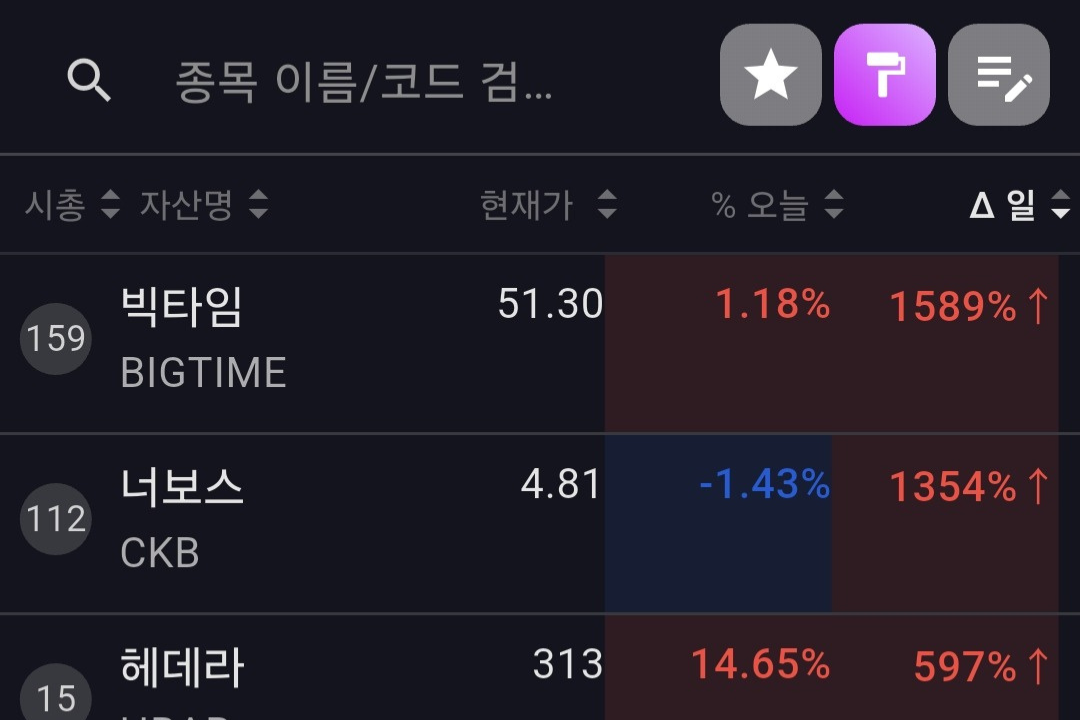 종목 이름/코드 검...
시총 자산명 현재가 % 오늘 Δ 일
159 빅타임 51.30 1.18% 1589% ↑
BIGTIME
112 너보스 4.81 -1.43% 1354% ↑
CKB
15 헤데라 313 14.65% 597% ↑